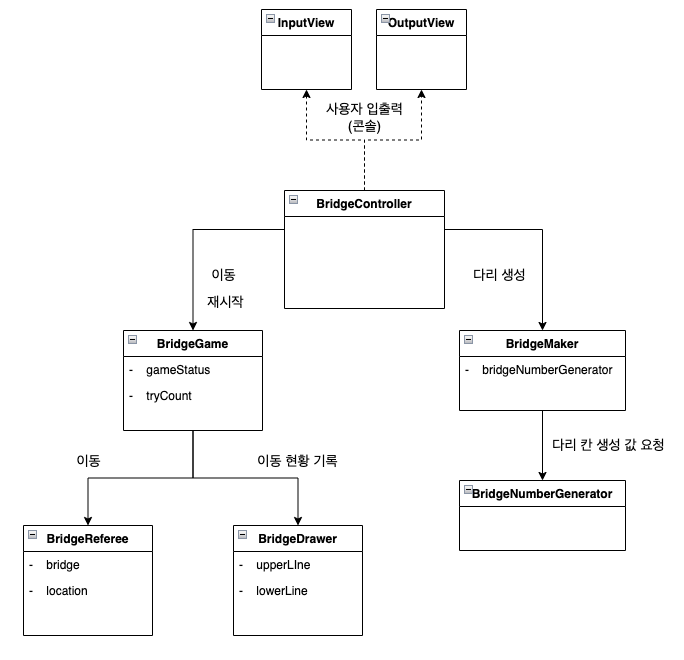 InputView
OutputView
사용자 입출력
(콘솔)
BridgeController
이동
재시작
다리 생성
BridgeGame
- gameStatus
- tryCount
BridgeMaker
- bridgeNumberGenerator
이동
이동 현황 기록
다리 칸 생성 값 요청
BridgeNumberGenerator
BridgeReferee
- bridge
- location
BridgeDrawer
- upperLIne
- lowerLine